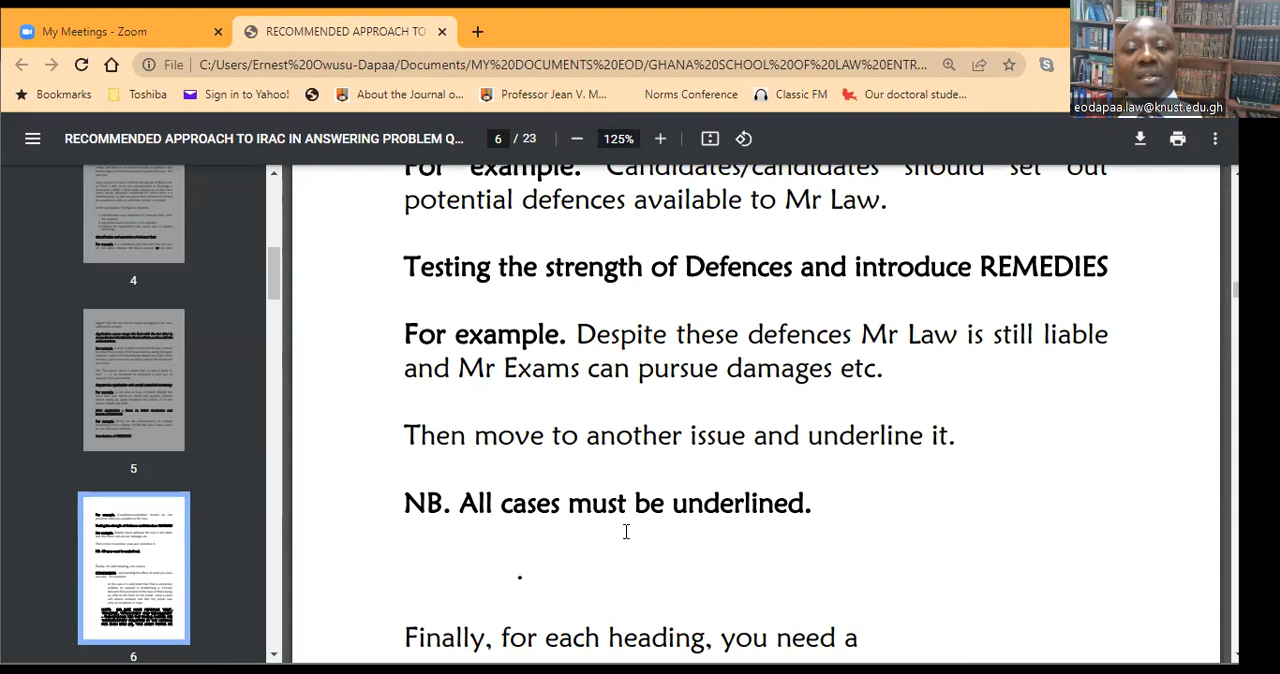 My Meetings - Zoom
RECOMMENDED APPROACH TO
File
C:/Users/Ernest%20Owusu-Dapaa/Documents/MY%20DOCUMENTS%20EOD/GHANA%20SCHOOL%20OF%20LAW%20ENTR...
Bookmarks
Toshiba
Sign in to Yahoo!
About the Journal o...
Professor Jean V. M...
Norms Conference
Classic FM
Our doctoral stude...
eodapaa.law@knust.edu.gh
RECOMMENDED APPROACH TO IRAC IN ANSWERING PROBLEM Q...
6 / 23
125%
4
5
6
For example. Candidates/candidates should set out
potential defences available to Mr Law.
Testing the strength of Defences and introduce REMEDIES
For example. Despite these defences Mr Law is still liable
and Mr Exams can pursue damages etc.
Then move to another issue and underline it.
NB. All cases must be underlined.
.
Finally, for each heading, you need a